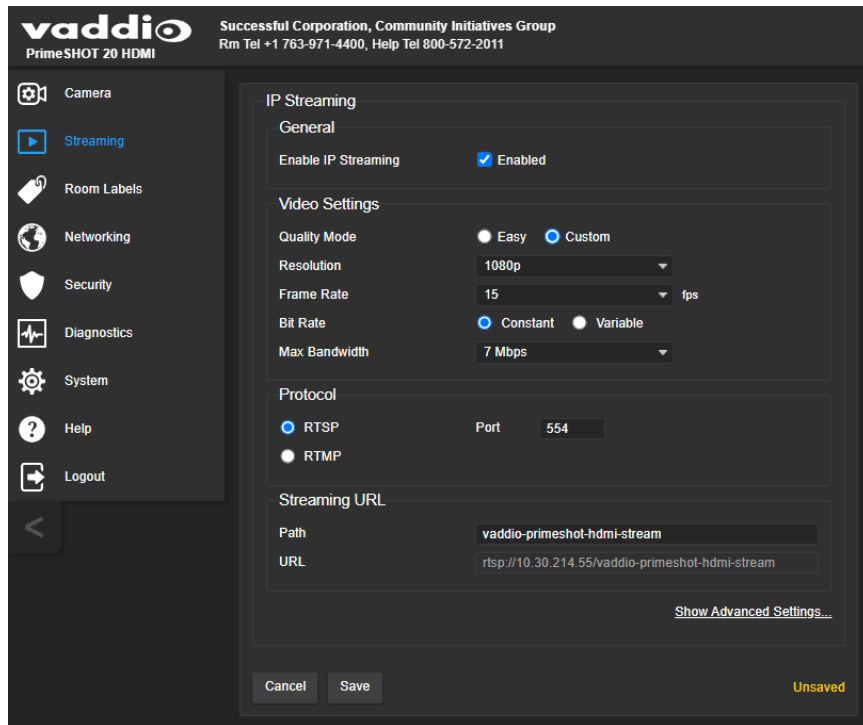 vaddio
PrimeSHOT 20 HDMI
Successful Corporation, Community Initiatives Group
Rm Tel +1 763-971-4400, Help Tel 800-572-2011
Camera
Streaming
Room Labels
Networking
Security
Diagnostics
System
Help
Logout
<
IP Streaming
General
Enable IP Streaming Enabled
Video Settings
Quality Mode Easy Custom
Resolution 1080p
Frame Rate 15 fps
Bit Rate Constant Variable
Max Bandwidth 7 Mbps
Protocol
RTSP Port 554
RTMP
Streaming URL
Path vaddio-primeshot-hdmi-stream
URL rtsp://10.30.214.55/vaddio-primeshot-hdmi-stream
Show Advanced Settings...
Cancel Save Unsaved